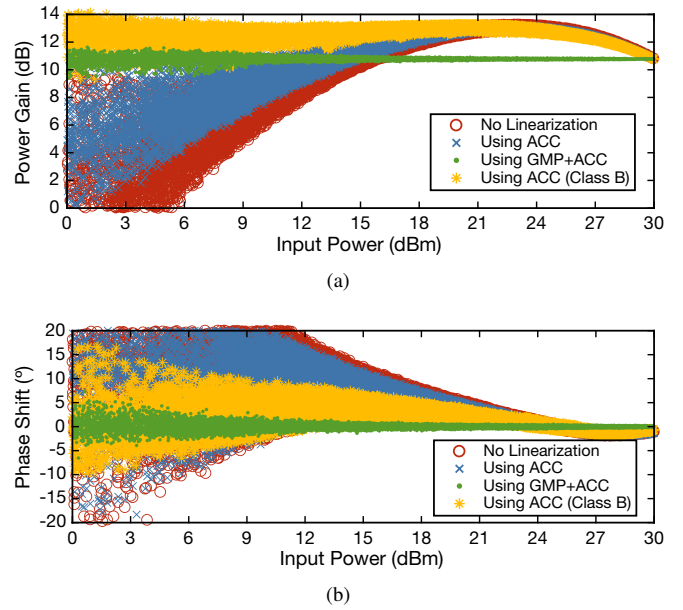 14
12
10
8
6
4
2
0
Power Gain (dB)
No Linearization
Using ACC
Using GMP+ACC
Using ACC (Class B)
0 3 6 9 12 15 18 21 24 27 30
Input Power (dBm)
(a)
20
15
10
5
0
-5
-10
-15
-20
Phase Shift (º)
No Linearization
Using ACC
Using GMP+ACC
Using ACC (Class B)
0 3 6 9 12 15 18 21 24 27 30
Input Power (dBm)
(b)